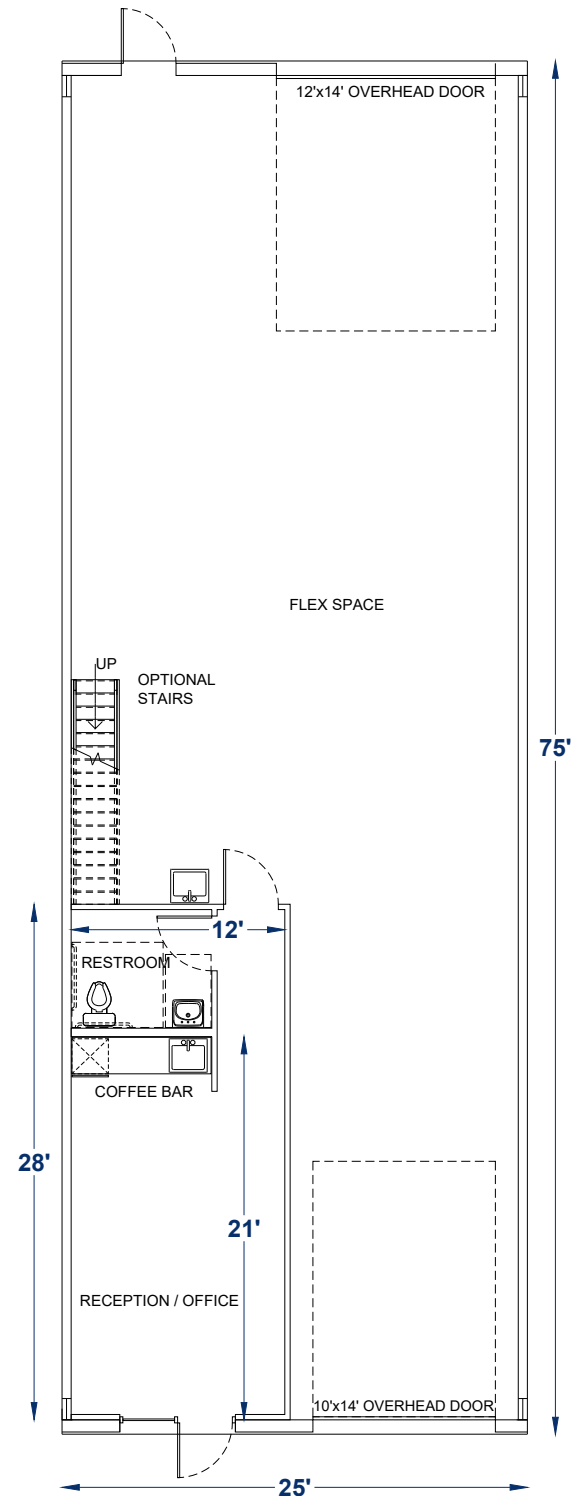 12'x14' OVERHEAD DOOR
FLEX SPACE
UP
OPTIONAL
STAIRS
75'
12'
RESTROOM
COFFEE BAR
28'
21'
RECEPTION / OFFICE
10'x14' OVERHEAD DOOR
25'